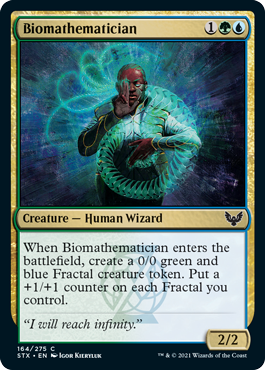 Biomathematician 1
Creature — Human Wizard
When Biomathematician enters the
battlefield, create a 0/0 green and
blue Fractal creature token. Put a
+1/+1 counter on each Fractal you
control.
“I will reach infinity.”
2/2
164/275 C
STX • EN IGOR KIERYLUK
™ & © 2021 Wizards of the Coast